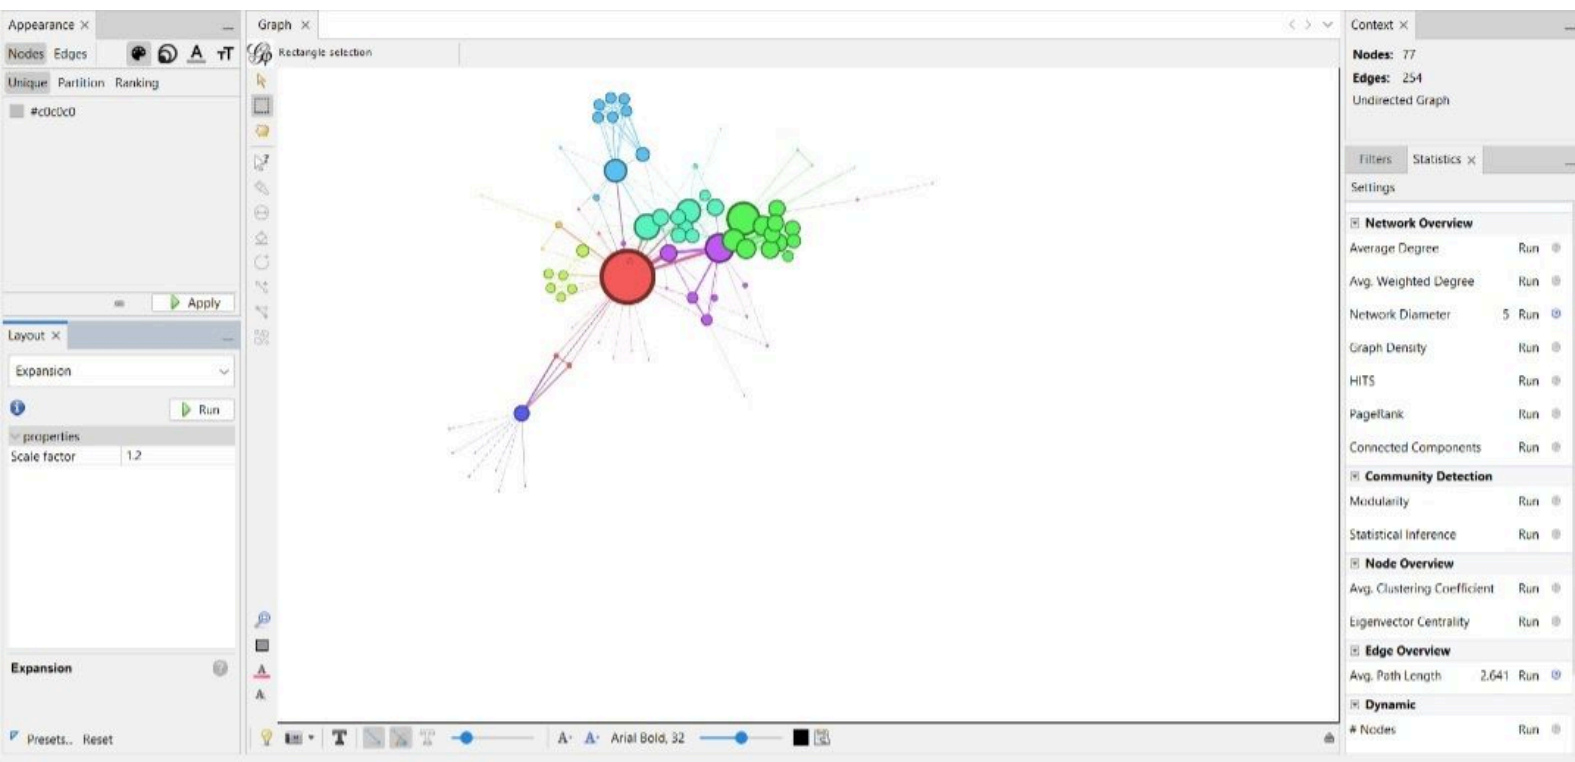 Appearance
Nodes Edges
Unique Partition Ranking
#c0c0c0
Apply
Layout
Expansion
Run
properties
Scale factor 1.2
Expansion
Presets... Reset
Graph
Rectangle selection
Arial Bold, 32
Context
Nodes: 77
Edges: 254
Undirected Graph
Filters Statistics
Settings
Network Overview
Average Degree Run
Avg. Weighted Degree Run
Network Diameter 5 Run
Graph Density Run
HITS Run
PageRank Run
Connected Components Run
Community Detection
Modularity Run
Statistical Inference Run
Node Overview
Avg. Clustering Coefficient Run
Eigenvector Centrality Run
Edge Overview
Avg. Path Length 2.641 Run
Dynamic
# Nodes Run